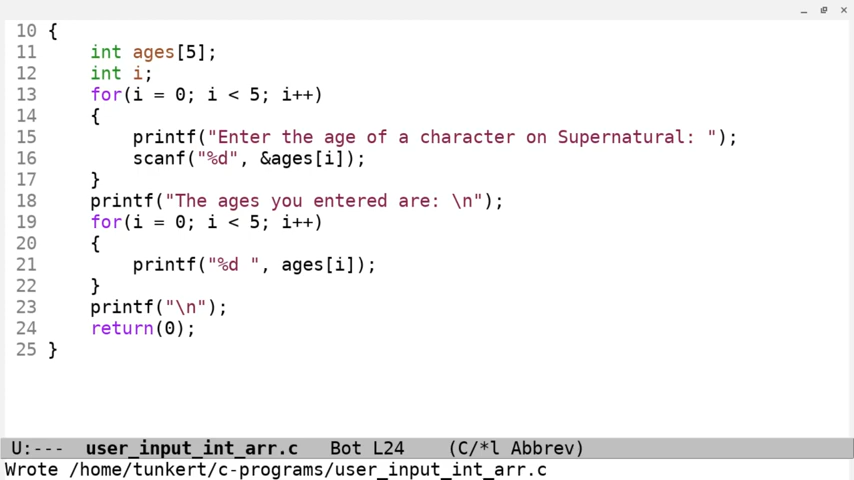 10 {
11     int ages[5];
12     int i;
13     for(i = 0; i < 5; i++)
14     {
15         printf("Enter the age of a character on Supernatural: ");
16         scanf("%d", &ages[i]);
17     }
18     printf("The ages you entered are: \n");
19     for(i = 0; i < 5; i++)
20     {
21         printf("%d ", ages[i]);
22     }
23     printf("\n");
24     return(0);
25 }
U:---  user_input_int_arr.c   Bot L24    (C/*l Abbrev)
Wrote /home/tunkert/c-programs/user_input_int_arr.c